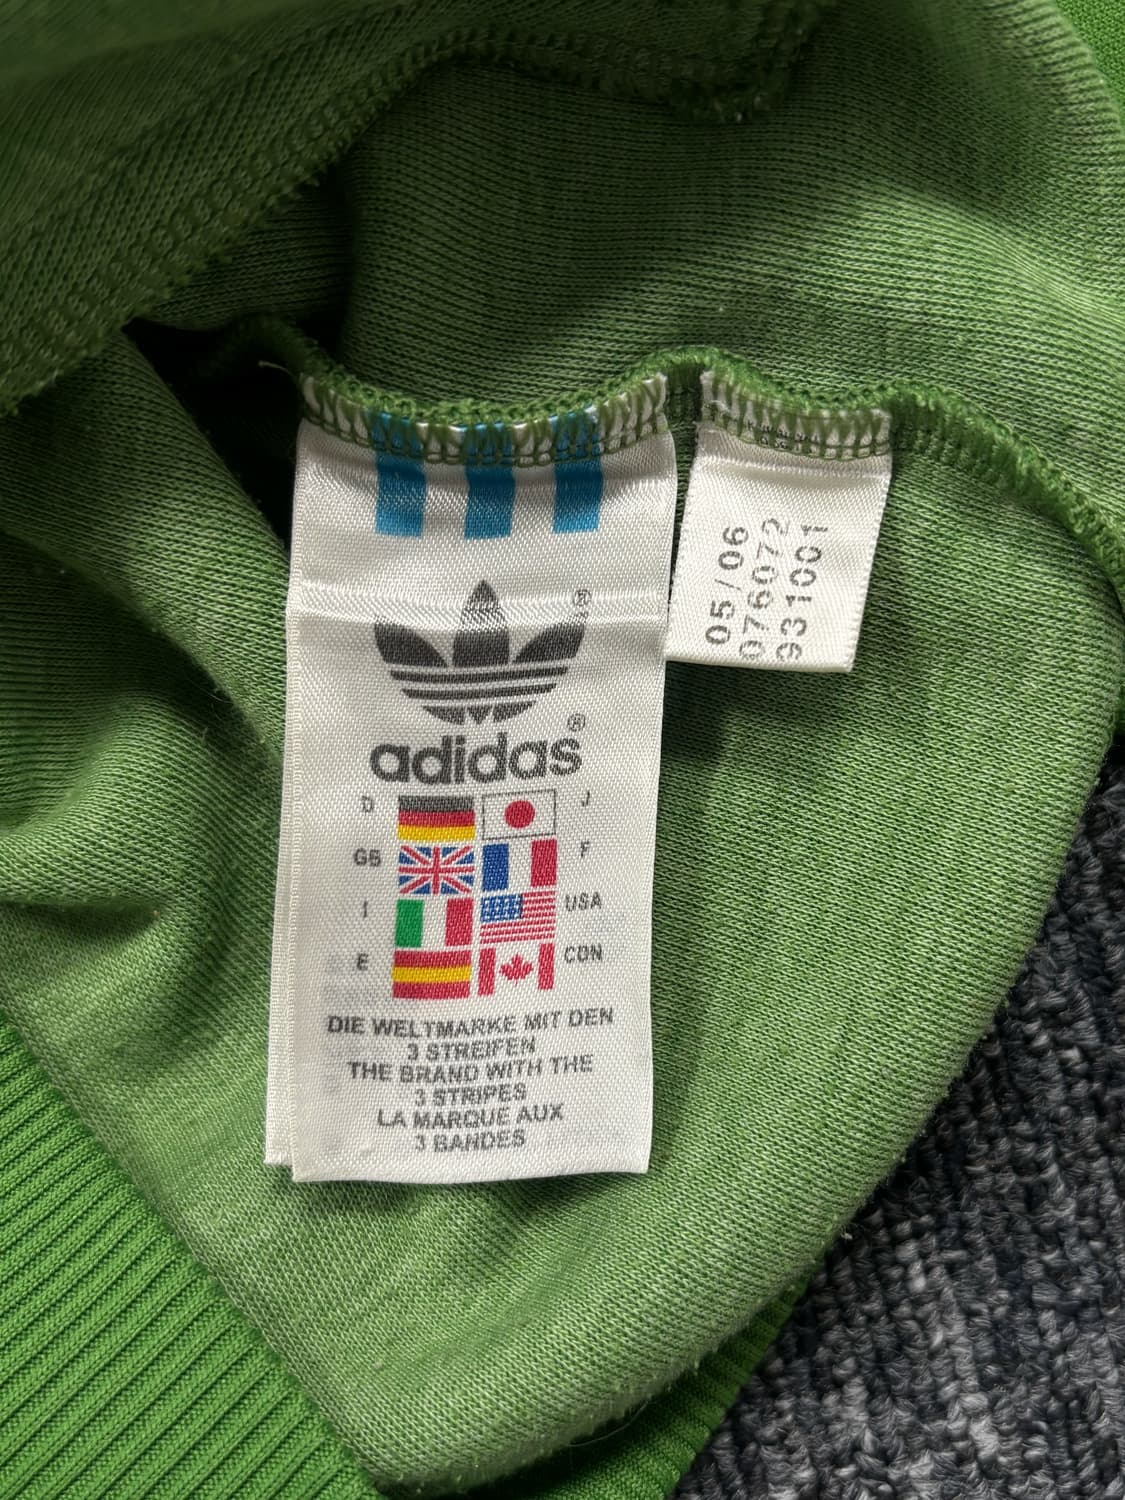 ®
®
adidas
D J
GB F
I USA
E CDN
DIE WELTMARKE MIT DEN
3 STREIFEN
THE BRAND WITH THE
3 STRIPES
LA MARQUE AUX
3 BANDES
05/06
076072
931001